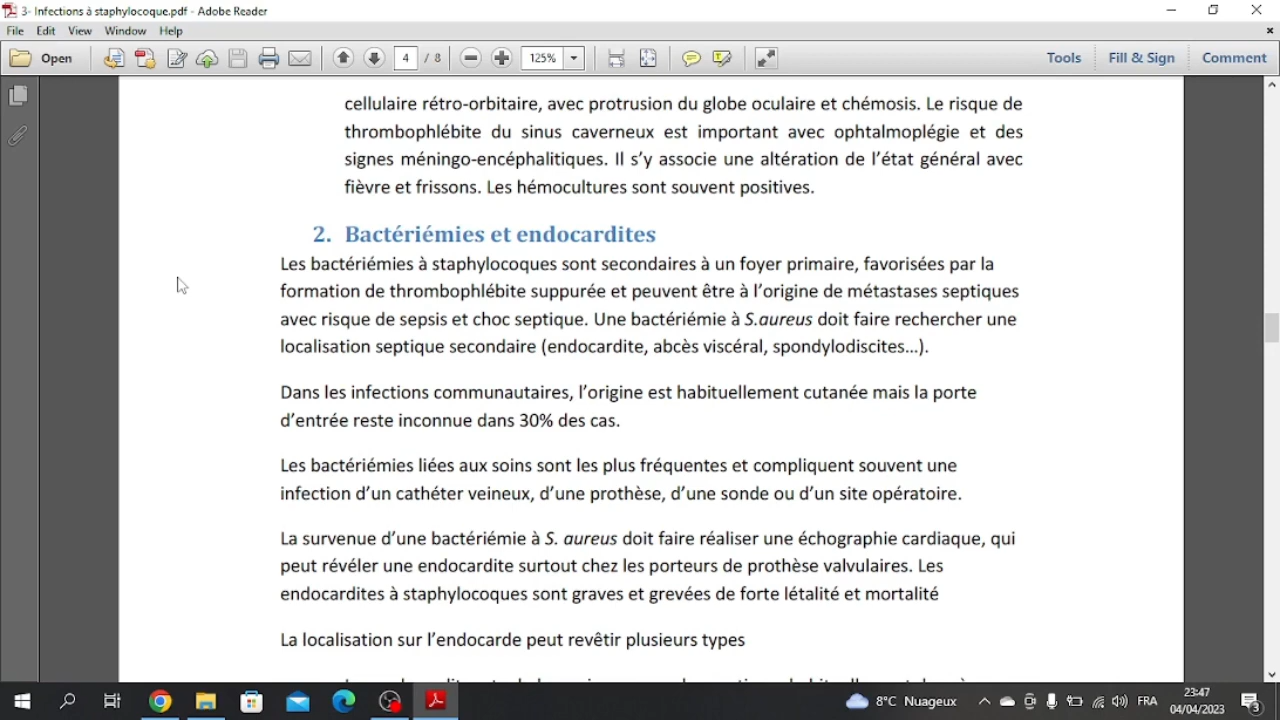 3- Infections à staphylocoque.pdf - Adobe Reader
File Edit View Window Help
Open 4 / 8 125% Tools Fill & Sign Comment
cellulaire rétro-orbitaire, avec protrusion du globe oculaire et chémosis. Le risque de
thrombophlébite du sinus caverneux est important avec ophtalmoplégie et des
signes méningo-encéphalitiques. Il s’y associe une altération de l’état général avec
fièvre et frissons. Les hémocultures sont souvent positives.
2. Bactériémies et endocardites
Les bactériémies à staphylocoques sont secondaires à un foyer primaire, favorisées par la
formation de thrombophlébite suppurée et peuvent être à l’origine de métastases septiques
avec risque de sepsis et choc septique. Une bactériémie à S.aureus doit faire rechercher une
localisation septique secondaire (endocardite, abcès viscéral, spondylodiscites...).
Dans les infections communautaires, l’origine est habituellement cutanée mais la porte
d’entrée reste inconnue dans 30% des cas.
Les bactériémies liées aux soins sont les plus fréquentes et compliquent souvent une
infection d’un cathéter veineux, d’une prothèse, d’une sonde ou d’un site opératoire.
La survenue d’une bactériémie à S. aureus doit faire réaliser une échographie cardiaque, qui
peut révéler une endocardite surtout chez les porteurs de prothèse valvulaires. Les
endocardites à staphylocoques sont graves et grevées de forte létalité et mortalité
La localisation sur l’endocarde peut revêtir plusieurs types
8°C Nuageux FRA 23:47
04/04/2023 3